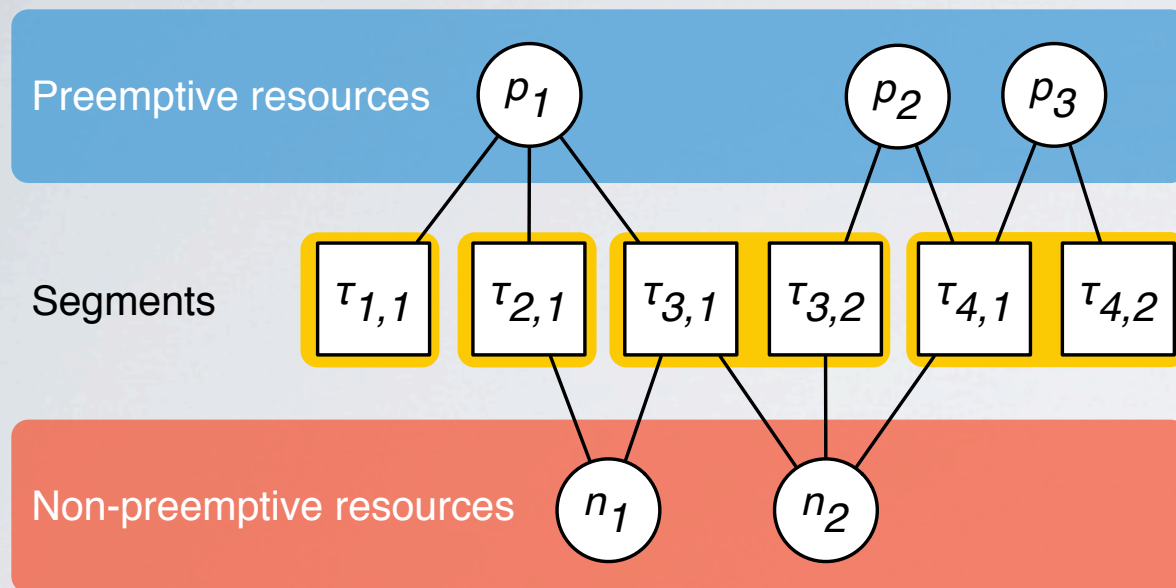 Preemptive resources p1 p2 p3
Segments τ1,1 τ2,1 τ3,1 τ3,2 τ4,1 τ4,2
Non-preemptive resources n1 n2